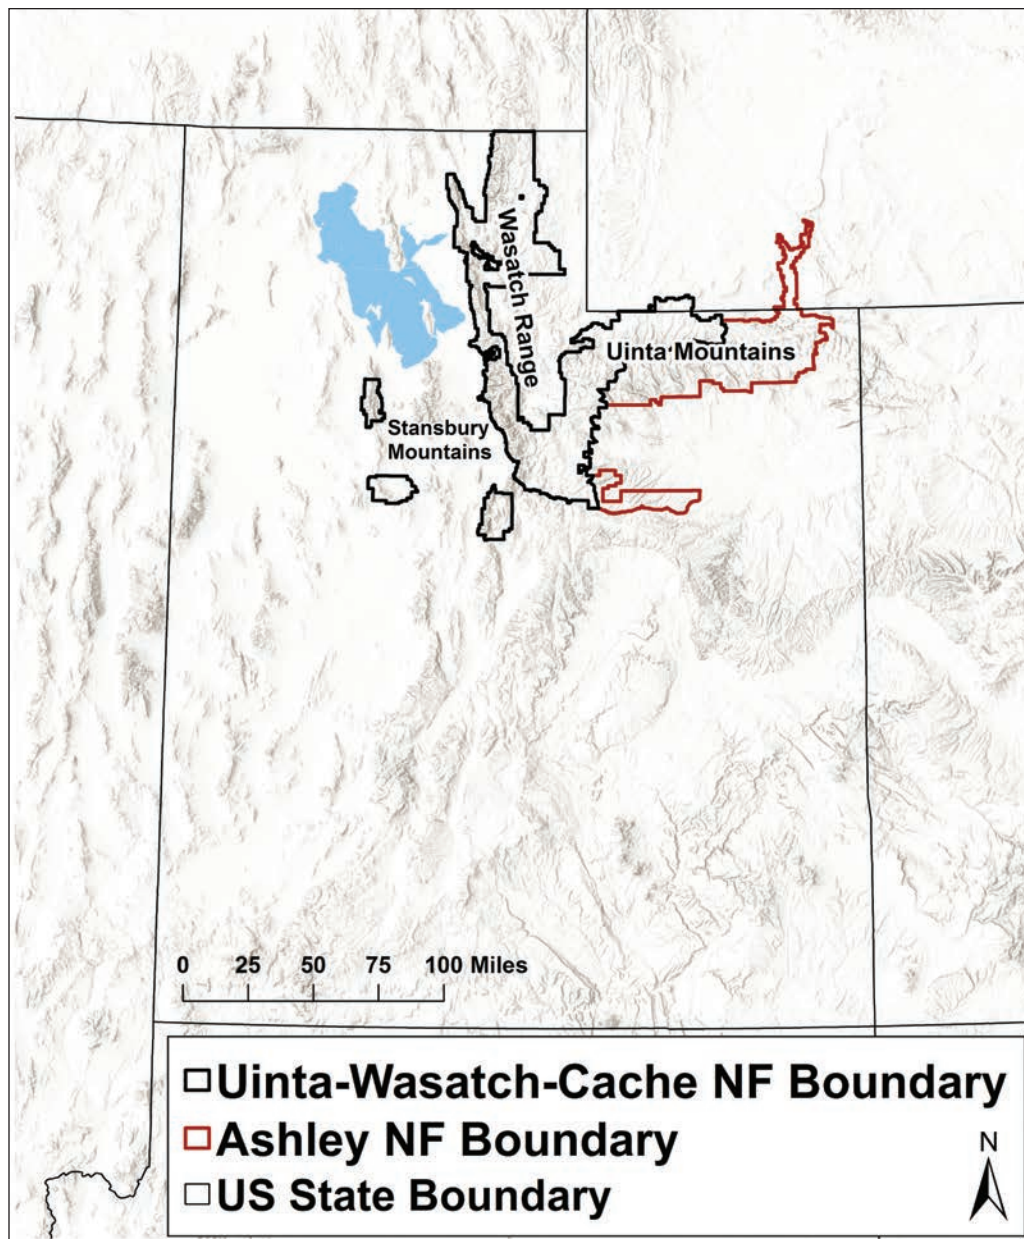 Wasatch Range
Uinta Mountains
Stansbury
Mountains
0 25 50 75 100 Miles
Uinta-Wasatch-Cache NF Boundary
Ashley NF Boundary
US State Boundary
N